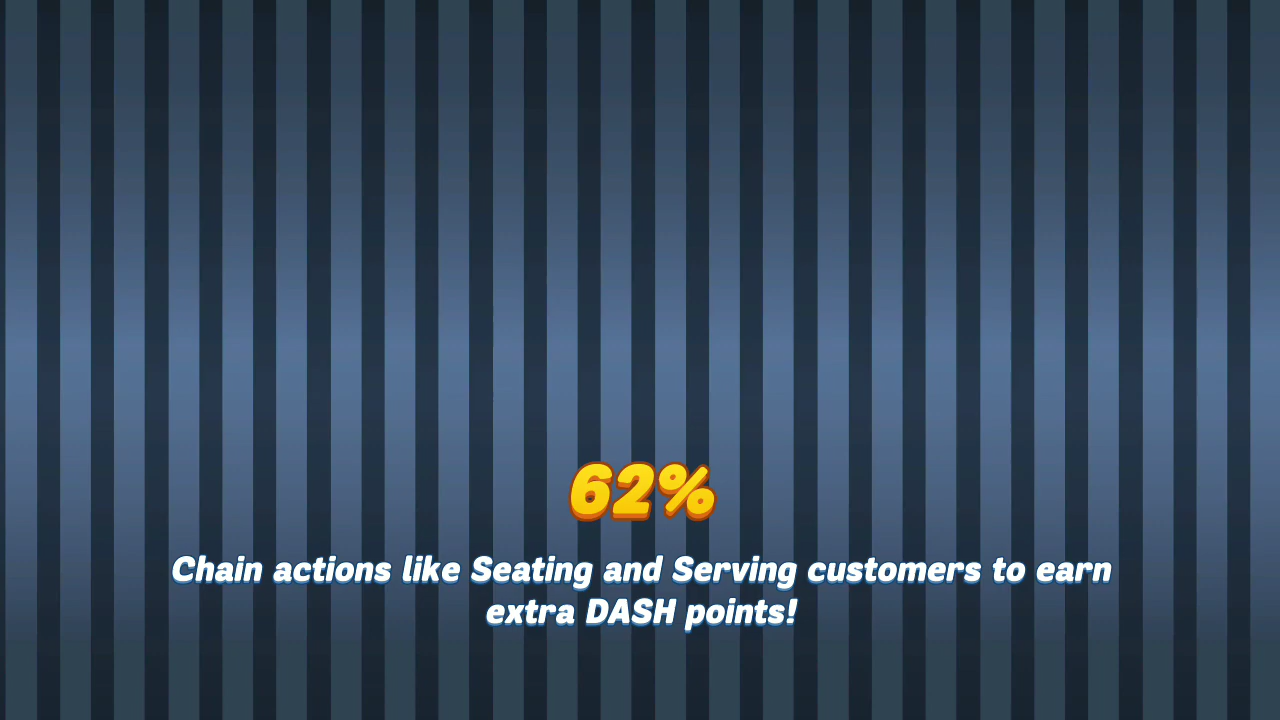 62%
Chain actions like Seating and Serving customers to earn
extra DASH points!